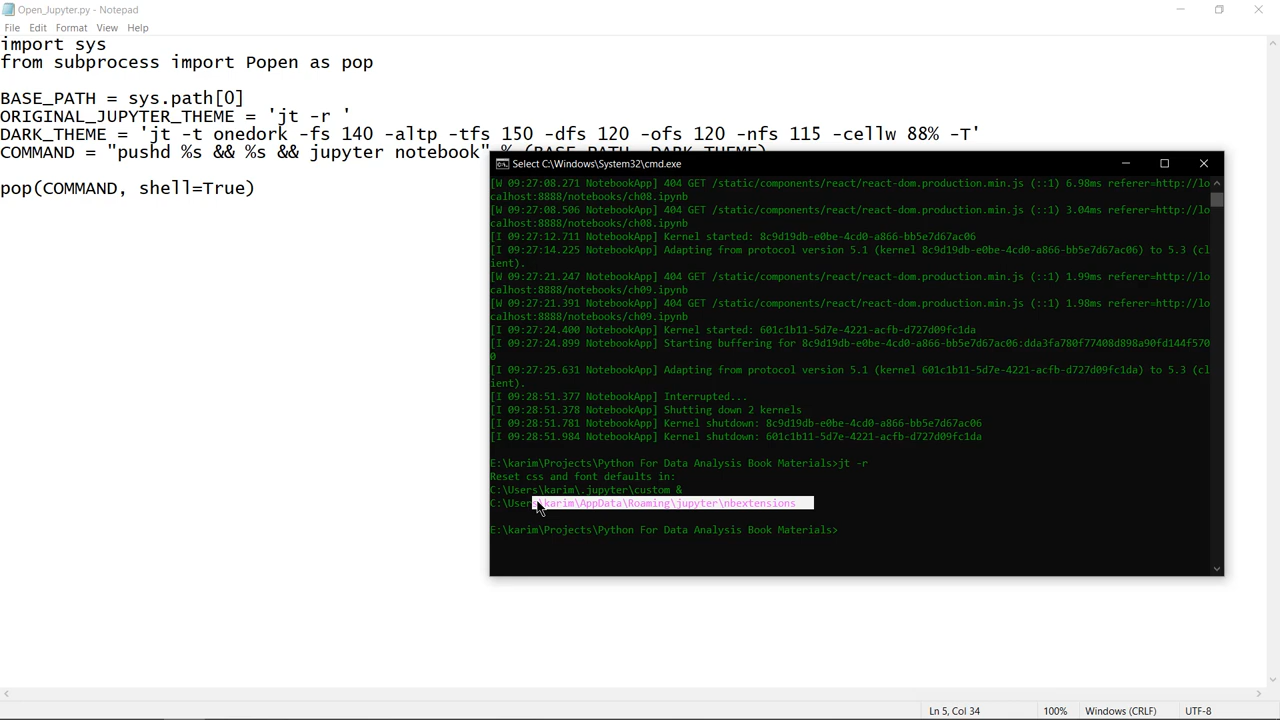 Open_Jupyter.py - Notepad
File Edit Format View Help
import sys
from subprocess import Popen as pop
BASE_PATH = sys.path[0]
ORIGINAL_JUPYTER_THEME = 'jt -r '
DARK_THEME = 'jt -t onedork -fs 140 -altp -tfs 150 -dfs 120 -ofs 120 -nfs 115 -cellw 88% -T'
COMMAND = "pushd %s && %s && jupyter notebook" % (BASE_PATH, DARK_THEME)
pop(COMMAND, shell=True)
Select C:\Windows\System32\cmd.exe
[W 09:27:08.271 NotebookApp] 404 GET /static/components/react/react-dom.production.min.js (::1) 6.98ms referer=http://lo
calhost:8888/notebooks/ch08.ipynb
[W 09:27:08.506 NotebookApp] 404 GET /static/components/react/react-dom.production.min.js (::1) 3.04ms referer=http://lo
calhost:8888/notebooks/ch08.ipynb
[I 09:27:12.711 NotebookApp] Kernel started: 8c9d19db-e0be-4cd0-a866-bb5e7d67ac06
[I 09:27:14.225 NotebookApp] Adapting from protocol version 5.1 (kernel 8c9d19db-e0be-4cd0-a866-bb5e7d67ac06) to 5.3 (cl
ient).
[W 09:27:21.247 NotebookApp] 404 GET /static/components/react/react-dom.production.min.js (::1) 1.99ms referer=http://lo
calhost:8888/notebooks/ch09.ipynb
[W 09:27:21.391 NotebookApp] 404 GET /static/components/react/react-dom.production.min.js (::1) 1.98ms referer=http://lo
calhost:8888/notebooks/ch09.ipynb
[I 09:27:24.400 NotebookApp] Kernel started: 601c1b11-5d7e-4221-acfb-d727d09fc1da
[I 09:27:24.899 NotebookApp] Starting buffering for 8c9d19db-e0be-4cd0-a866-bb5e7d67ac06:dda3fa780f77408d898a90fd144f570
0
[I 09:27:25.631 NotebookApp] Adapting from protocol version 5.1 (kernel 601c1b11-5d7e-4221-acfb-d727d09fc1da) to 5.3 (cl
ient).
[I 09:28:51.377 NotebookApp] Interrupted...
[I 09:28:51.378 NotebookApp] Shutting down 2 kernels
[I 09:28:51.781 NotebookApp] Kernel shutdown: 8c9d19db-e0be-4cd0-a866-bb5e7d67ac06
[I 09:28:51.984 NotebookApp] Kernel shutdown: 601c1b11-5d7e-4221-acfb-d727d09fc1da
E:\karim\Projects\Python For Data Analysis Book Materials>jt -r
Reset css and font defaults in:
C:\Users\karim\.jupyter\custom &
C:\Users\karim\AppData\Roaming\jupyter\nbextensions
E:\karim\Projects\Python For Data Analysis Book Materials>
Ln 5, Col 34 100% Windows (CRLF) UTF-8